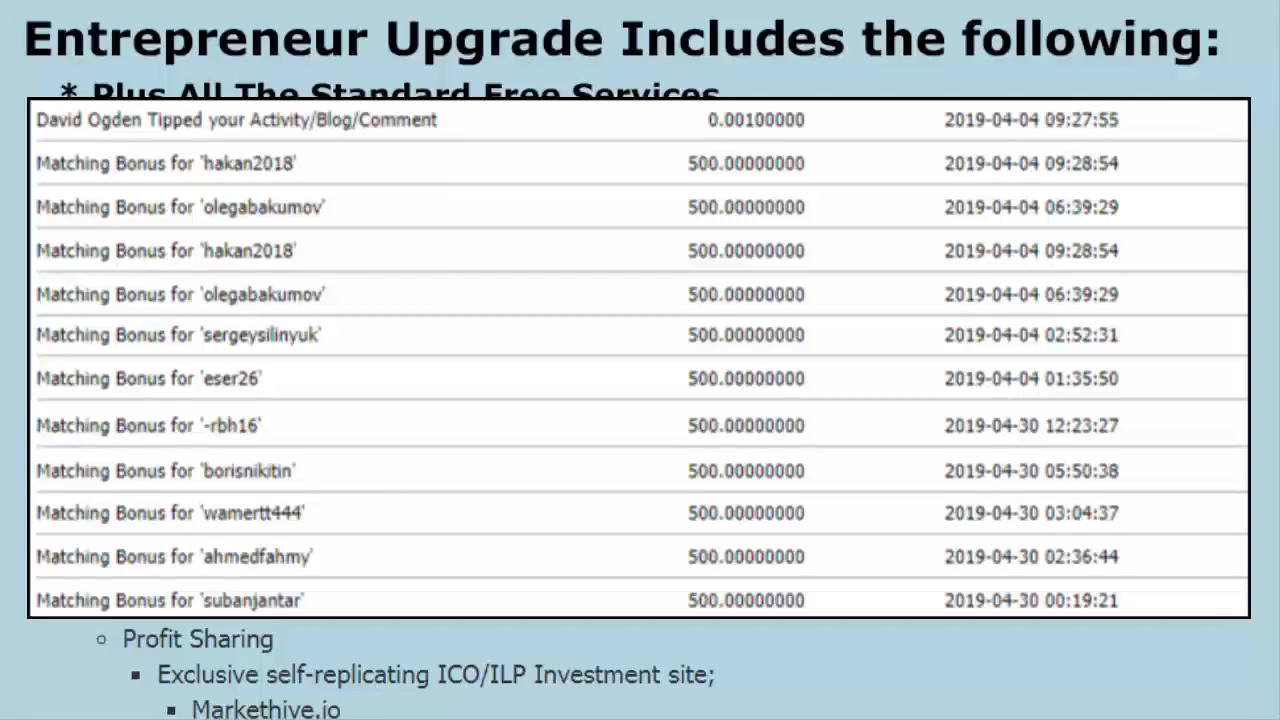 Entrepreneur Upgrade Includes the following:
* Plus All The Standard Free Services
David Ogden Tipped your Activity/Blog/Comment 0.00100000 2019-04-04 09:27:55
Matching Bonus for 'hakan2018' 500.00000000 2019-04-04 09:28:54
Matching Bonus for 'olegabakumov' 500.00000000 2019-04-04 06:39:29
Matching Bonus for 'hakan2018' 500.00000000 2019-04-04 09:28:54
Matching Bonus for 'olegabakumov' 500.00000000 2019-04-04 06:39:29
Matching Bonus for 'sergeysilinyuk' 500.00000000 2019-04-04 02:52:31
Matching Bonus for 'eser26' 500.00000000 2019-04-04 01:35:50
Matching Bonus for '-rbh16' 500.00000000 2019-04-30 12:23:27
Matching Bonus for 'borisnikitin' 500.00000000 2019-04-30 05:50:38
Matching Bonus for 'wamertt444' 500.00000000 2019-04-30 03:04:37
Matching Bonus for 'ahmedfahmy' 500.00000000 2019-04-30 02:36:44
Matching Bonus for 'subanjantar' 500.00000000 2019-04-30 00:19:21
Profit Sharing
Exclusive self-replicating ICO/ILP Investment site;
Markethive.io